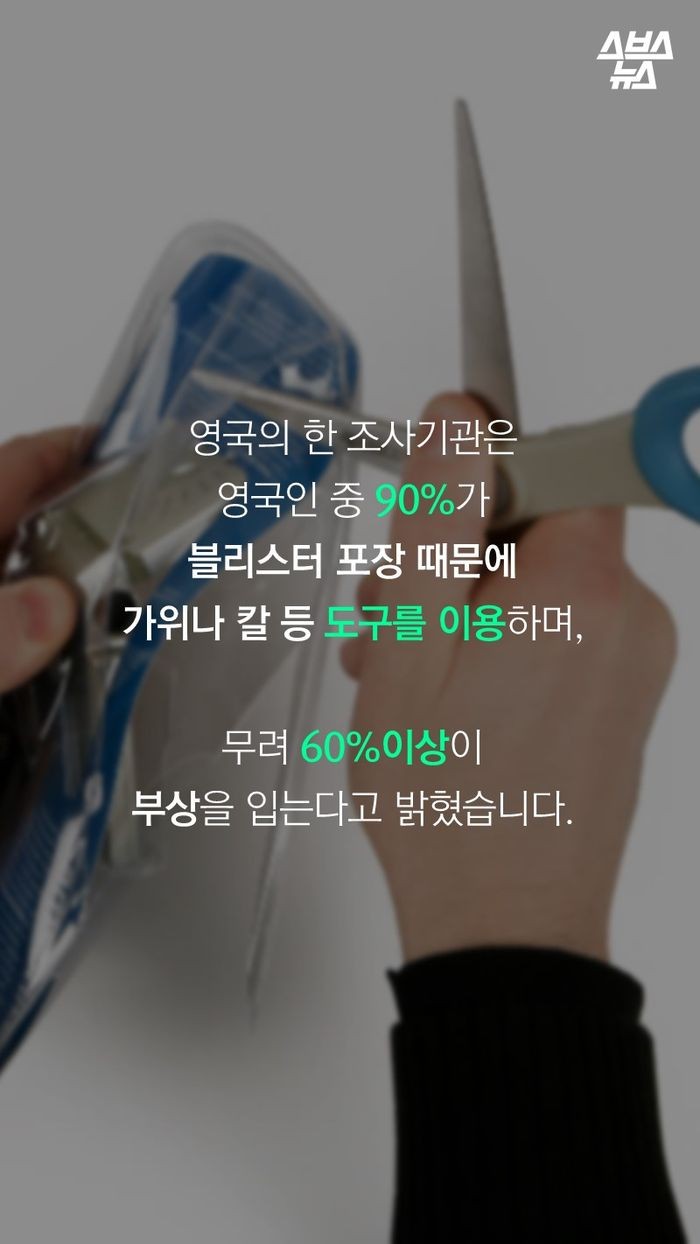 스브스
뉴스
영국의 한 조사기관은
영국인 중 90%가
블리스터 포장 때문에
가위나 칼 등 도구를 이용하며,
무려 60%이상이
부상을 입는다고 밝혔습니다.